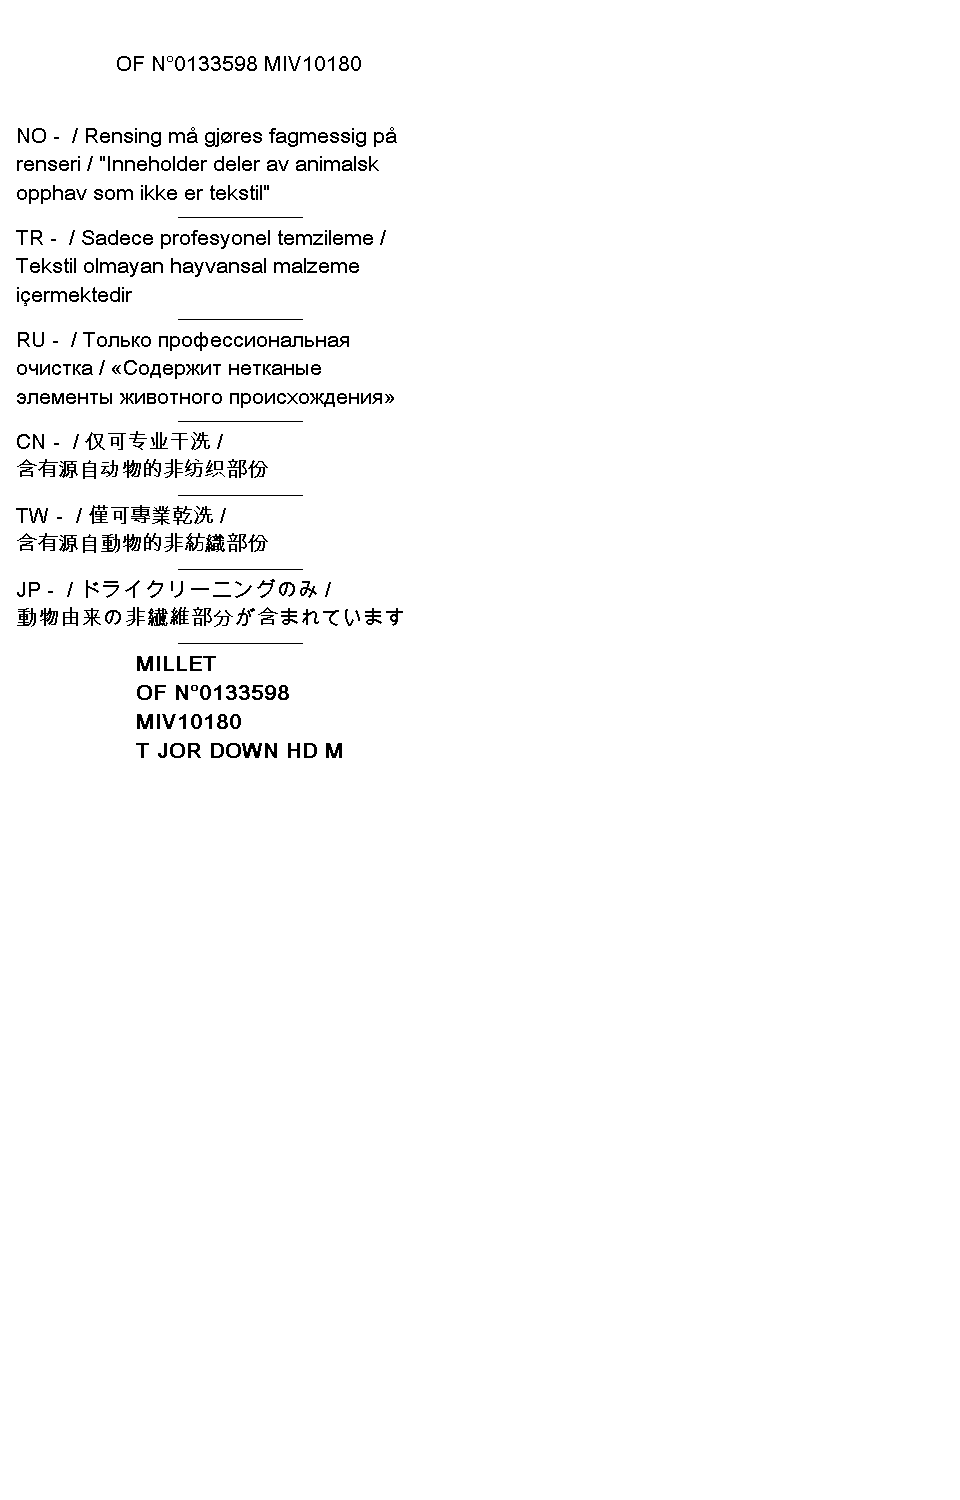 OF N°0133598 MIV10180
NO -  / Rensing må gjøres fagmessig på
renseri / "Inneholder deler av animalsk
opphav som ikke er tekstil"
TR -  / Sadece profesyonel temzileme /
Tekstil olmayan hayvansal malzeme
içermektedir
RU -  / Только профессиональная
очистка / «Содержит нетканые
элементы животного происхождения»
CN -  / 仅可专业干洗 /
含有源自动物的非纺织部份
TW -  / 僅可專業乾洗 /
含有源自動物的非紡織部份
JP -  / ドライクリーニングのみ /
動物由来の非繊維部分が含まれています
MILLET
OF N°0133598
MIV10180
T JOR DOWN HD M